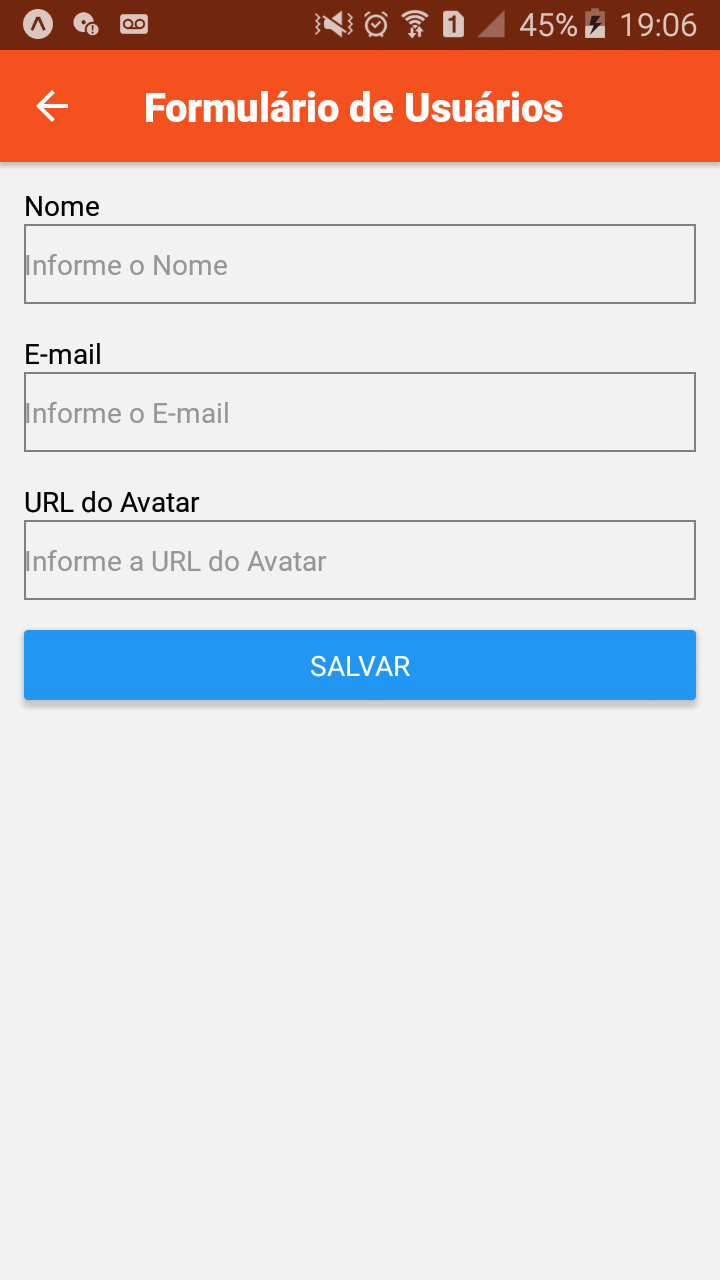 1 45% 19:06
Formulário de Usuários
Nome
Informe o Nome
E-mail
Informe o E-mail
URL do Avatar
Informe a URL do Avatar
SALVAR